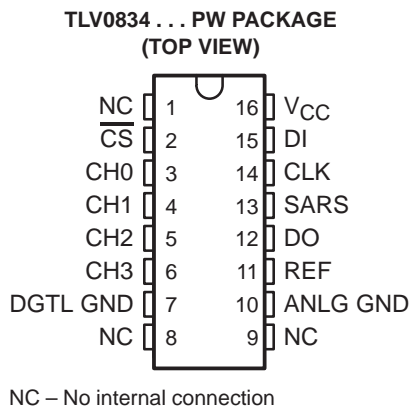 TLV0834 . . . PW PACKAGE
(TOP VIEW)
NC 1 16 VCC
CS 2 15 DI
CH0 3 14 CLK
CH1 4 13 SARS
CH2 5 12 DO
CH3 6 11 REF
DGTL GND 7 10 ANLG GND
NC 8 9 NC
NC – No internal connection